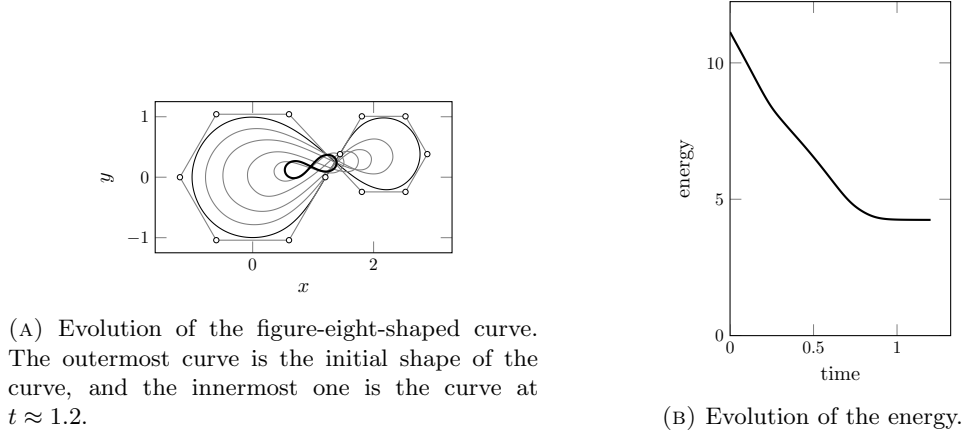 1
0
−1
y
0
2
x
(A) Evolution of the figure-eight-shaped curve.
The outermost curve is the initial shape of the
curve, and the innermost one is the curve at
t ≈ 1.2.
10
5
0
energy
0
0.5
1
time
(B) Evolution of the energy.